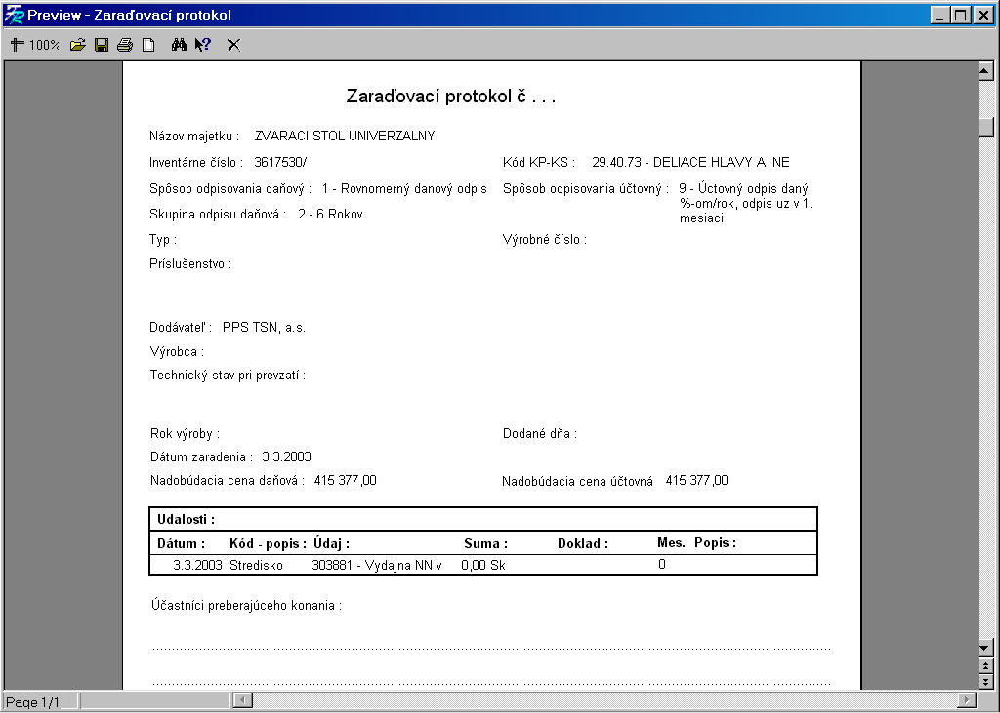 Preview - Zaraďovací protokol
100%
Zaraďovací protokol č . . .
Názov majetku : ZVARACI STOL UNIVERZALNY
Inventárne číslo : 3617530/ Kód KP-KS : 29.40.73 - DELIACE HLAVY A INE
Spôsob odpisovania daňový : 1 - Rovnomerný danový odpis Spôsob odpisovania účtovný : 9 - Úctovný odpis daný
%-om/rok, odpis uz v 1.
mesiaci
Skupina odpisu daňová : 2 - 6 Rokov
Typ : Výrobné číslo :
Príslušenstvo :
Dodávateľ : PPS TSN, a.s.
Výrobca :
Technický stav pri prevzatí :
Rok výroby : Dodané dňa :
Dátum zaradenia : 3.3.2003
Nadobúdacia cena daňová : 415 377,00 Nadobúdacia cena účtovná 415 377,00
Udalosti :
Dátum : Kód - popis : Údaj : Suma : Doklad : Mes. Popis :
3.3.2003 Stredisko 303881 - Vydajna NN v 0,00 Sk 0
Účastníci preberajúceho konania :
Page 1/1